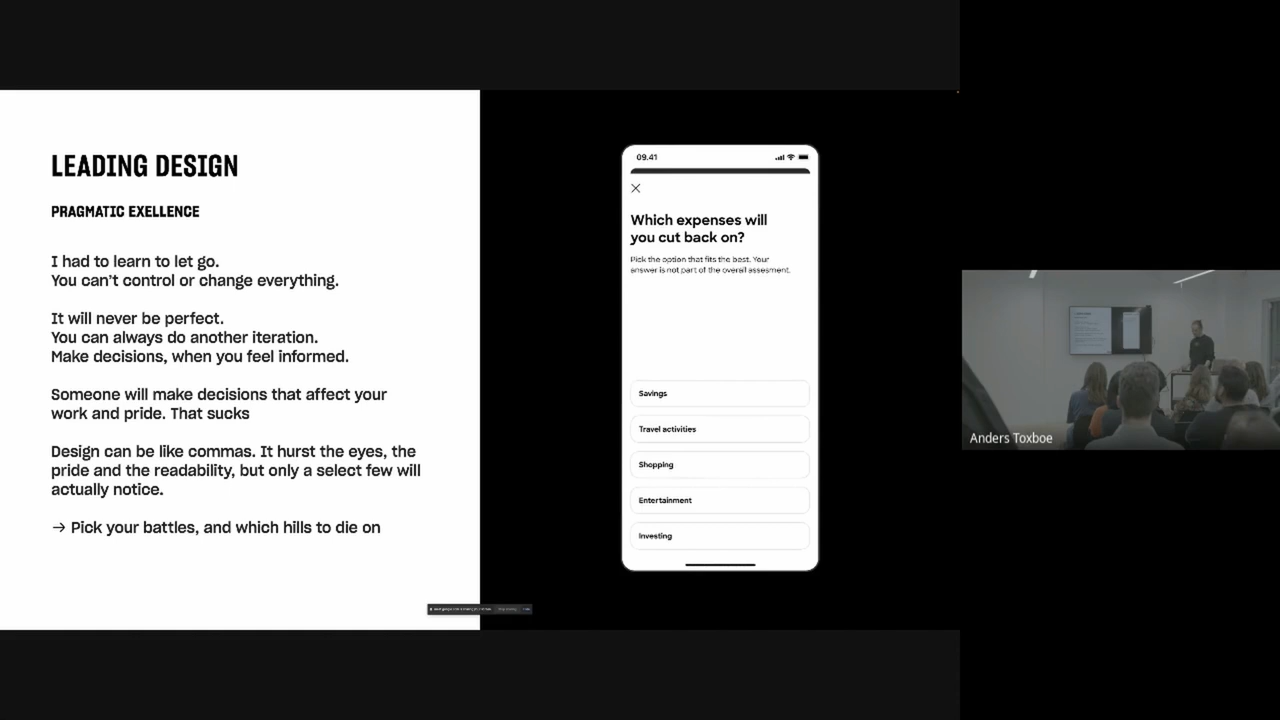 LEADING DESIGN
PRAGMATIC EXELLENCE
I had to learn to let go.
You can't control or change everything.
It will never be perfect.
You can always do another iteration.
Make decisions, when you feel informed.
Someone will make decisions that affect your
work and pride. That sucks
Design can be like commas. It hurst the eyes, the
pride and the readability, but only a select few will
actually notice.
→ Pick your battles, and which hills to die on
09.41
Which expenses will
you cut back on?
Pick the option that fits the best. Your
answer is not part of the overall assesment.
Savings
Travel activities
Shopping
Entertainment
Investing
Anders Toxboe